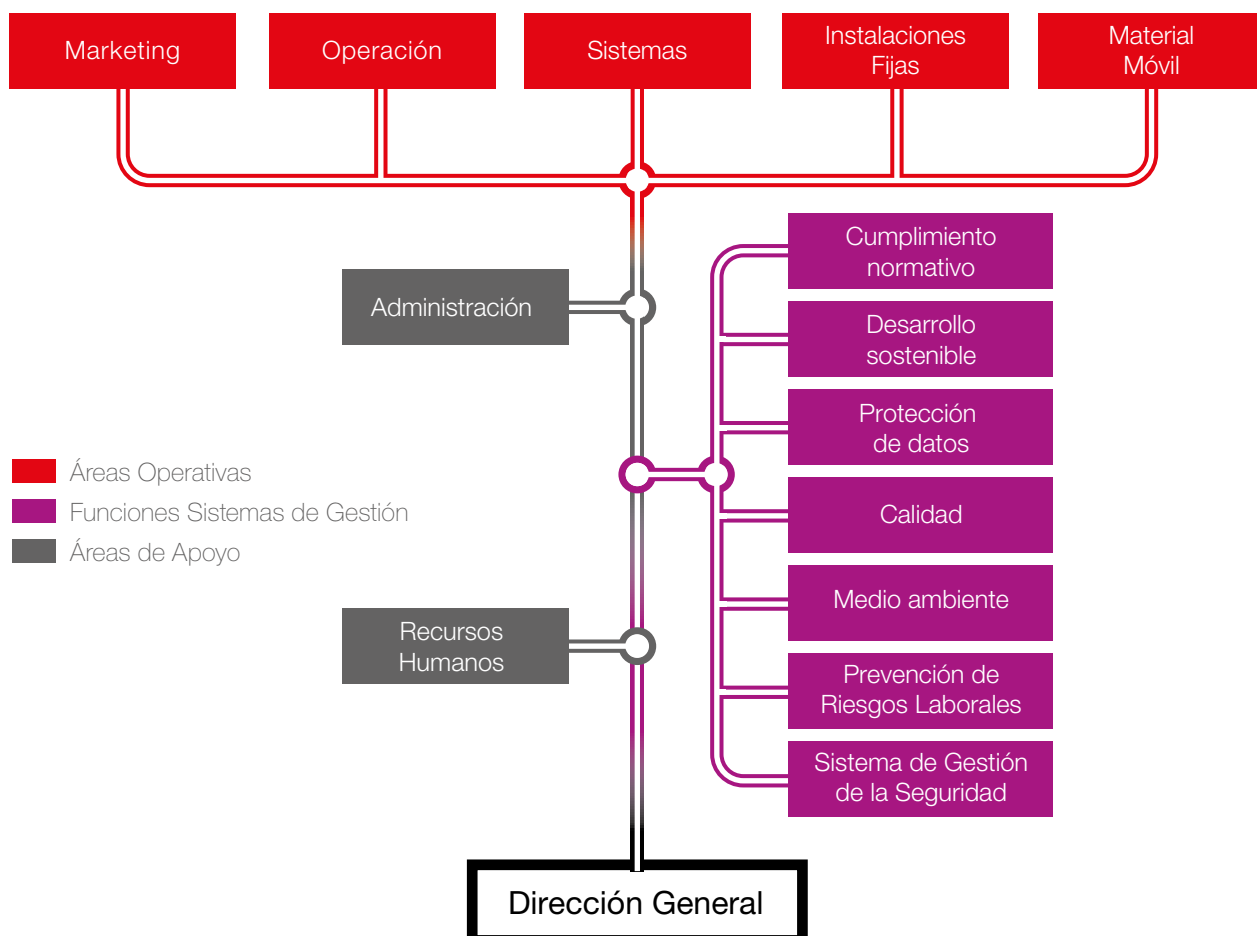 Marketing
Operación
Sistemas
Instalaciones
Fijas
Material
Móvil
Cumplimiento
normativo
Administración
Desarrollo
sostenible
Protección
de datos
Áreas Operativas
Funciones Sistemas de Gestión
Áreas de Apoyo
Calidad
Medio ambiente
Recursos
Humanos
Prevención de
Riesgos Laborales
Sistema de Gestión
de la Seguridad
Dirección General